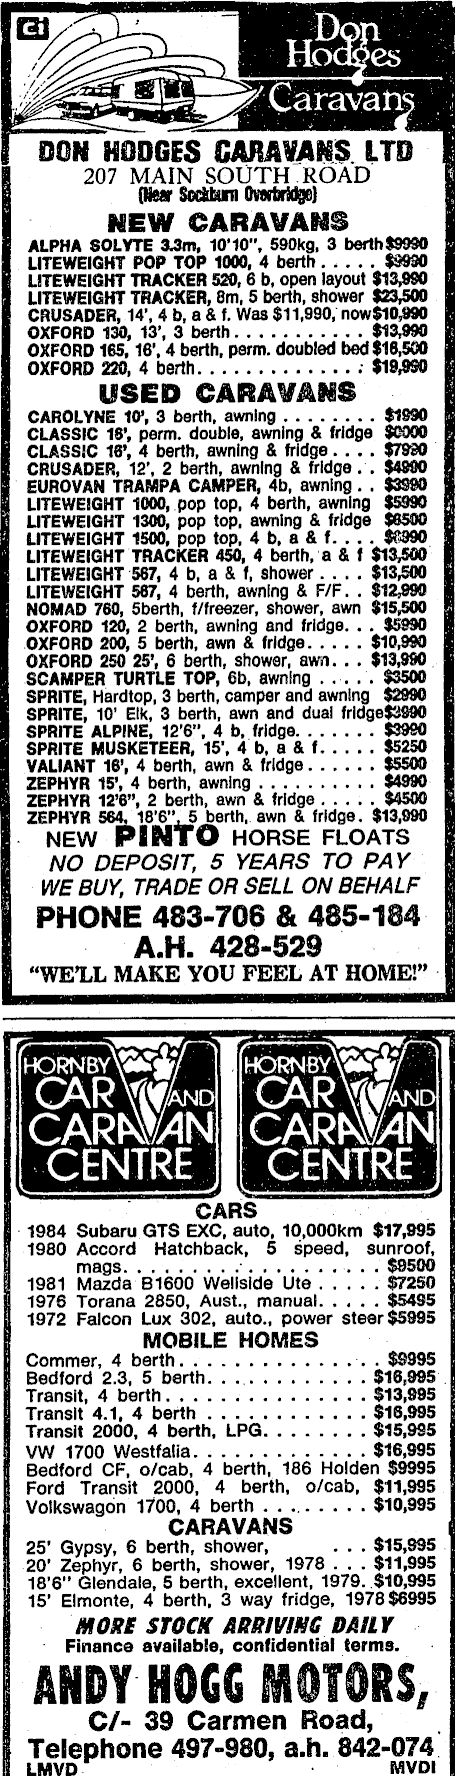 Ci
Don
Hodges
Caravans
DON HODGES CARAVANS LTD
207 MAIN SOUTH ROAD
(Near Sockburn Overbridge)
NEW CARAVANS
ALPHA SOLYTE 3.3m, 10'10", 590kg, 3 berth $9990
LITEWEIGHT POP TOP 1000, 4 berth . . . . . $9990
LITEWEIGHT TRACKER 520, 6 b, open layout $13,990
LITEWEIGHT TRACKER, 8m, 5 berth, shower $23,500
CRUSADER, 14', 4 b, a & f. Was $11,990, now $10,990
OXFORD 130, 13', 3 berth . . . . . . . . . . . $13,990
OXFORD 165, 16', 4 berth, perm. doubled bed $16,500
OXFORD 220, 4 berth. . . . . . . . . . . . . . $19,990
USED CARAVANS
CAROLYNE 10', 3 berth, awning . . . . . . . . $1990
CLASSIC 16', perm. double, awning & fridge
CLASSIC 16', 4 berth, awning & fridge . . . . $7990
CRUSADER, 12', 2 berth, awning & fridge . . $4990
EUROVAN TRAMPA CAMPER, 4b, awning . . $3990
LITEWEIGHT 1000, pop top, 4 berth, awning $5990
LITEWEIGHT 1300, pop top, awning & fridge $6500
LITEWEIGHT 1500, pop top, 4 b, a & f. . . .
LITEWEIGHT TRACKER 450, 4 berth, a & f $13,500
LITEWEIGHT 567, 4 b, a & f, shower . . . . $13,500
LITEWEIGHT 587, 4 berth, awning & F/F . . $12,990
NOMAD 760, 5berth, f/freezer, shower, awn $15,500
OXFORD 120, 2 berth, awning and fridge. . . $5990
OXFORD 200, 5 berth, awn & fridge. . . . . $10,990
OXFORD 250 25', 6 berth, shower, awn. . . $13,990
SCAMPER TURTLE TOP, 6b, awning . . . . . $3500
SPRITE, Hardtop, 3 berth, camper and awning $2990
SPRITE, 10' Elk, 3 berth, awn and dual fridge $3990
SPRITE ALPINE, 12'6", 4 b, fridge. . . . . . . $3990
SPRITE MUSKETEER, 15', 4 b, a & f. . . . . $5250
VALIANT 16', 4 berth, awn & fridge . . . . . $5500
ZEPHYR 15', 4 berth, awning . . . . . . . . . . $4990
ZEPHYR 12'6", 2 berth, awn & fridge . . . . . $4500
ZEPHYR 564, 18'6", 5 berth, awn & fridge. $13,990
NEW PINTO HORSE FLOATS
NO DEPOSIT, 5 YEARS TO PAY
WE BUY, TRADE OR SELL ON BEHALF
PHONE 483-706 & 485-184
A.H. 428-529
"WE'LL MAKE YOU FEEL AT HOME!"
HORNBY CAR AND CARAVAN CENTRE
HORNBY CAR AND CARAVAN CENTRE
CARS
1984 Subaru GTS EXC, auto, 10,000km $17,995
1980 Accord Hatchback, 5 speed, sunroof,
mags. . . . . . . . . . . . . . . . . . . . . $9500
1981 Mazda B1600 Wellside Ute . . . . . $7250
1976 Torana 2850, Aust., manual. . . . . $5495
1972 Falcon Lux 302, auto., power steer $5995
MOBILE HOMES
Commer, 4 berth . . . . . . . . . . . . . . . . $9995
Bedford 2.3, 5 berth. . . . . . . . . . . . . $16,995
Transit, 4 berth . . . . . . . . . . . . . . . . $13,995
Transit 4.1, 4 berth . . . . . . . . . . . . . $16,995
Transit 2000, 4 berth, LPG. . . . . . . . $15,995
VW 1700 Westfalia. . . . . . . . . . . . . . $16,995
Bedford CF, o/cab, 4 berth, 186 Holden $9995
Ford Transit 2000, 4 berth, o/cab, $11,995
Volkswagon 1700, 4 berth . . . . . . . . $10,995
CARAVANS
25' Gypsy, 6 berth, shower, . . . $15,995
20' Zephyr, 6 berth, shower, 1978 . . . $11,995
18'6" Glendale, 5 berth, excellent, 1979. . $10,995
15' Elmonte, 4 berth, 3 way fridge, 1978 $6995
MORE STOCK ARRIVING DAILY
Finance available, confidential terms.
ANDY HOGG MOTORS,
C/- 39 Carmen Road,
Telephone 497-980, a.h. 842-074
LMVD MVDI